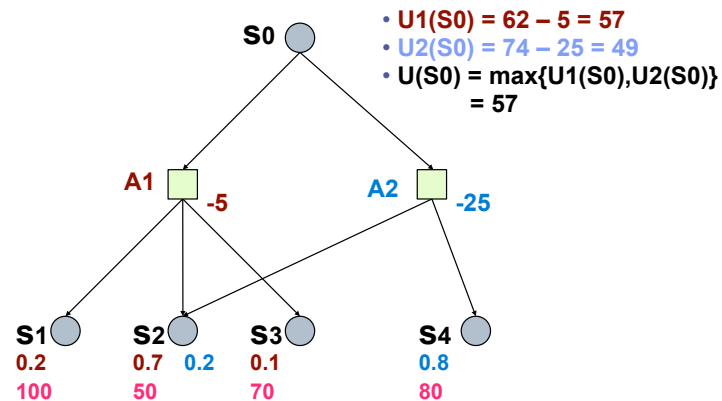 S0
• U1(S0) = 62 – 5 = 57
• U2(S0) = 74 – 25 = 49
• U(S0) = max{U1(S0),U2(S0)}
= 57
A1
-5
A2
-25
S1 S2 S3 S4
0.2 0.7 0.2 0.1 0.8
100 50 70 80